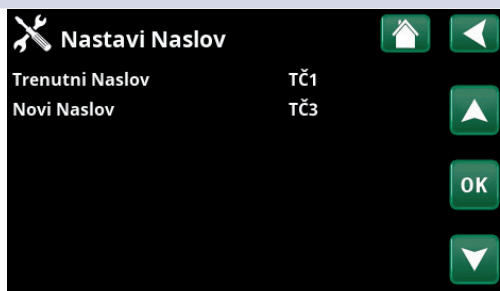 Nastavi Naslov
Trenutni Naslov TČ1
Novi Naslov TČ3
OK